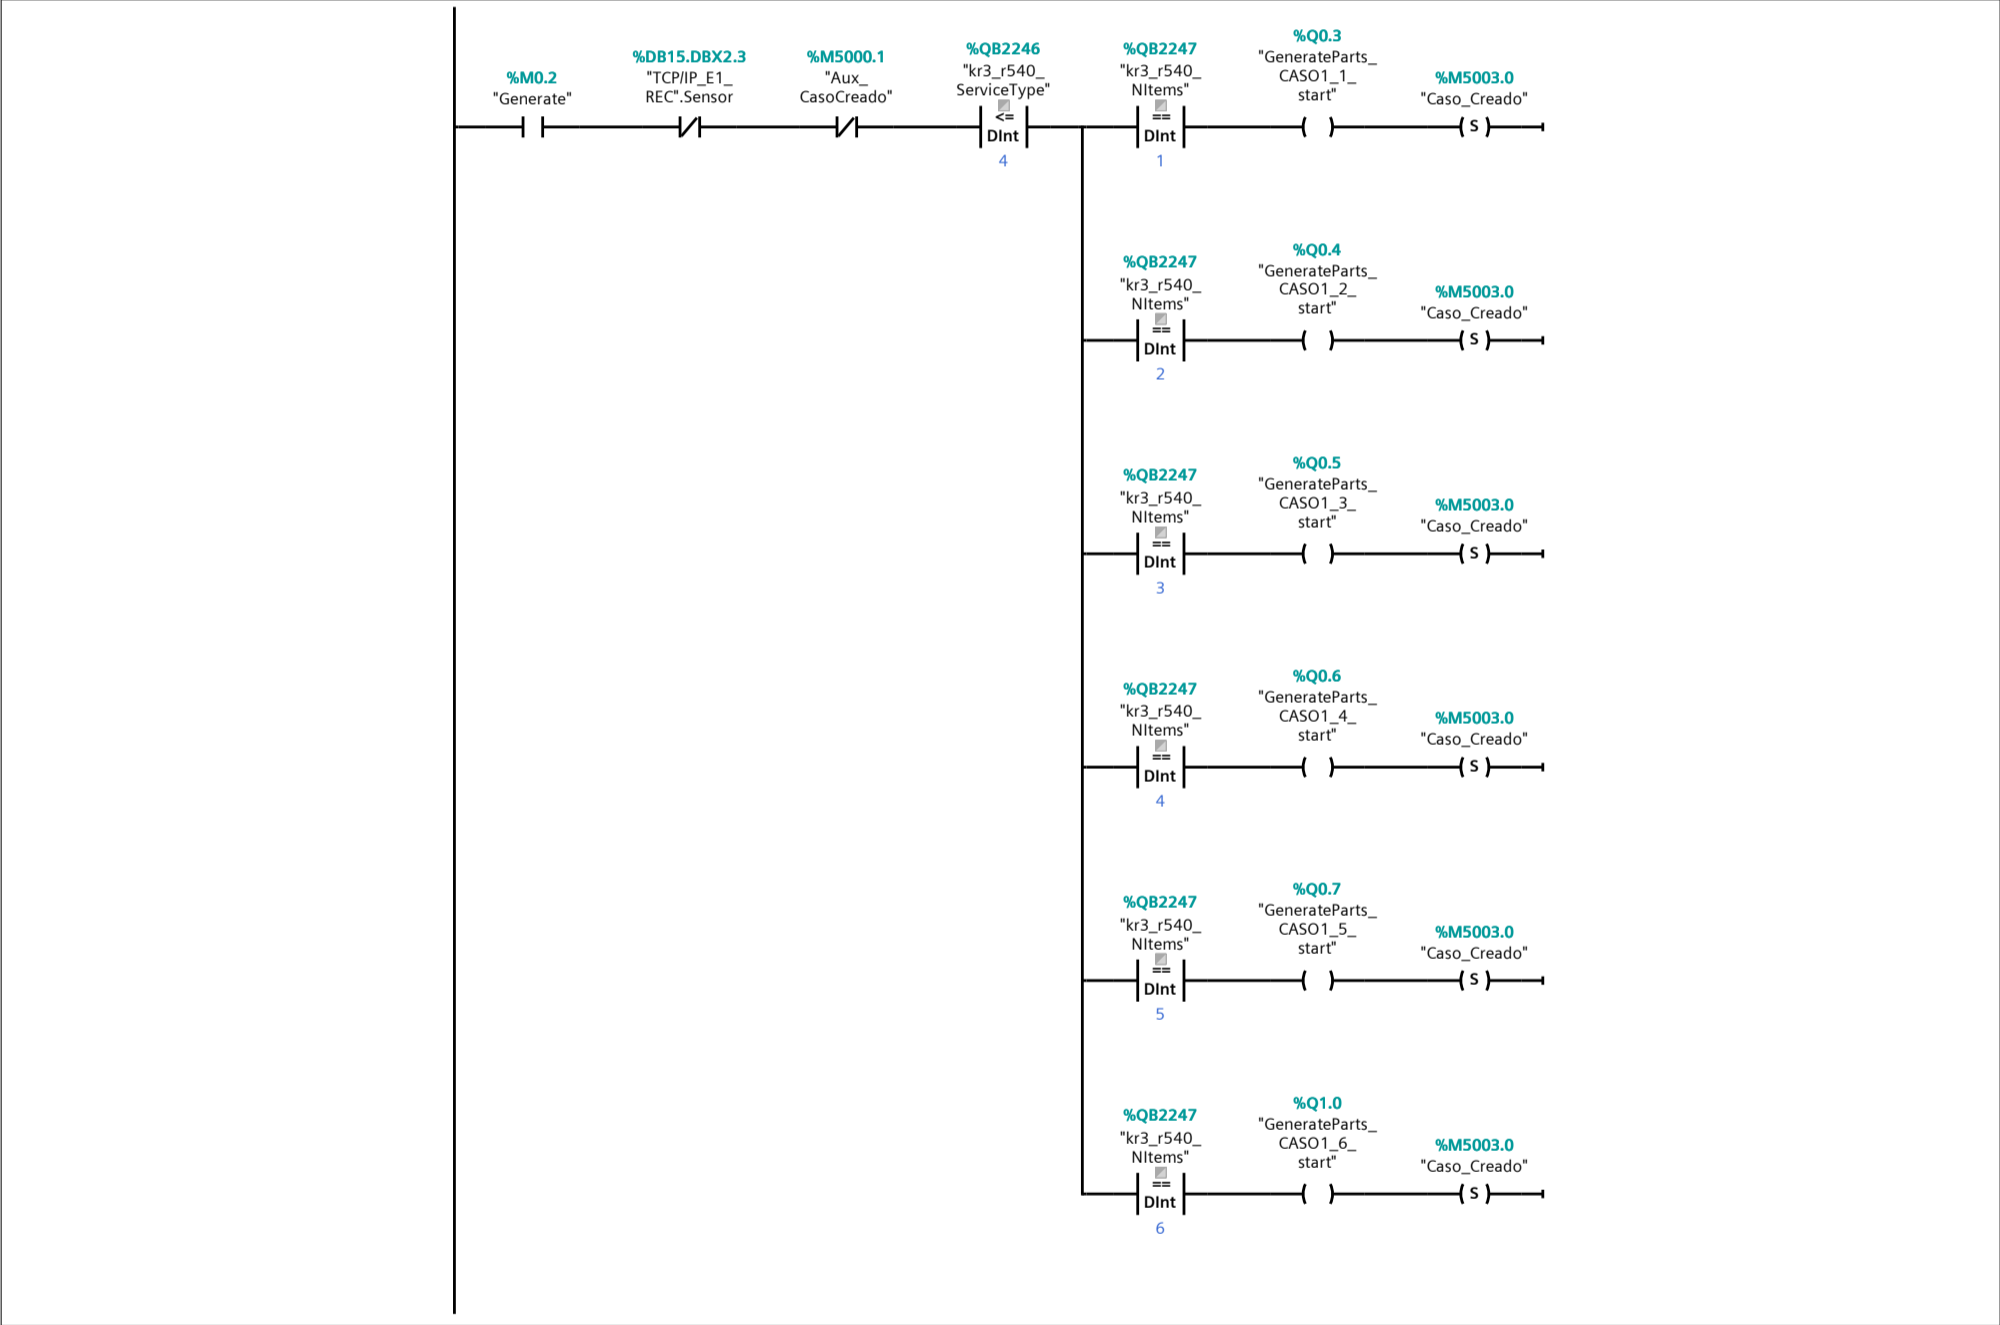 %M0.2
"Generate"
%DB15.DBX2.3
"TCP/IP_E1_
REC".Sensor
%M5000.1
"Aux_
CasoCreado"
%QB2246
"kr3_r540_
ServiceType"
<=
DInt
4
%QB2247
"kr3_r540_
NItems"
==
DInt
1
%Q0.3
"GenerateParts_
CASO1_1_
start"
%M5003.0
"Caso_Creado"
S
%QB2247
"kr3_r540_
NItems"
==
DInt
2
%Q0.4
"GenerateParts_
CASO1_2_
start"
%M5003.0
"Caso_Creado"
S
%QB2247
"kr3_r540_
NItems"
==
DInt
3
%Q0.5
"GenerateParts_
CASO1_3_
start"
%M5003.0
"Caso_Creado"
S
%QB2247
"kr3_r540_
NItems"
==
DInt
4
%Q0.6
"GenerateParts_
CASO1_4_
start"
%M5003.0
"Caso_Creado"
S
%QB2247
"kr3_r540_
NItems"
==
DInt
5
%Q0.7
"GenerateParts_
CASO1_5_
start"
%M5003.0
"Caso_Creado"
S
%QB2247
"kr3_r540_
NItems"
==
DInt
6
%Q1.0
"GenerateParts_
CASO1_6_
start"
%M5003.0
"Caso_Creado"
S